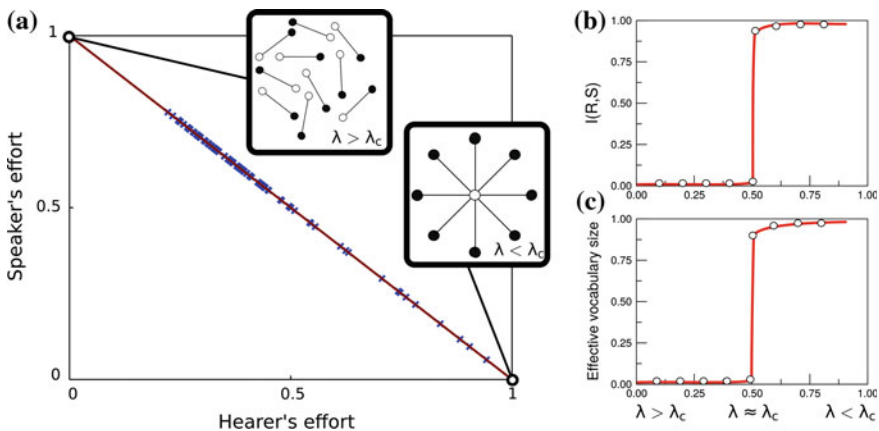 (a)
1
0.5
0
Speaker's effort
0
0.5
1
Hearer's effort
λ > λc
λ < λc
(b)
I(R,S)
1.00
0.75
0.50
0.25
0.00
0.00
0.25
0.50
0.75
1.00
(c)
Effective vocabulary size
1.00
0.75
0.50
0.25
0.00
0.00
0.25
0.50
0.75
1.00
λ > λc λ ≈ λc λ < λc